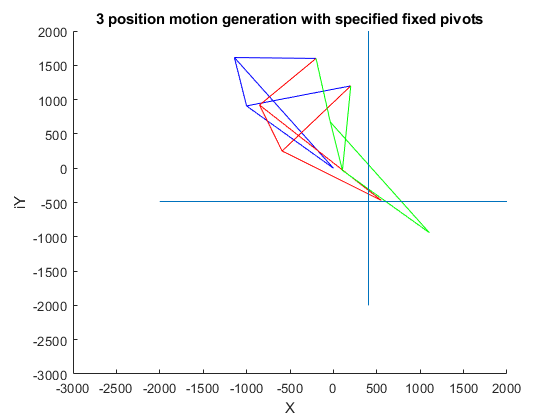 3 position motion generation with specified fixed pivots
2000
1500
1000
500
0
-500
-1000
-1500
-2000
-2500
-3000
iY
-3000 -2500 -2000 -1500 -1000 -500 0 500 1000 1500 2000
X